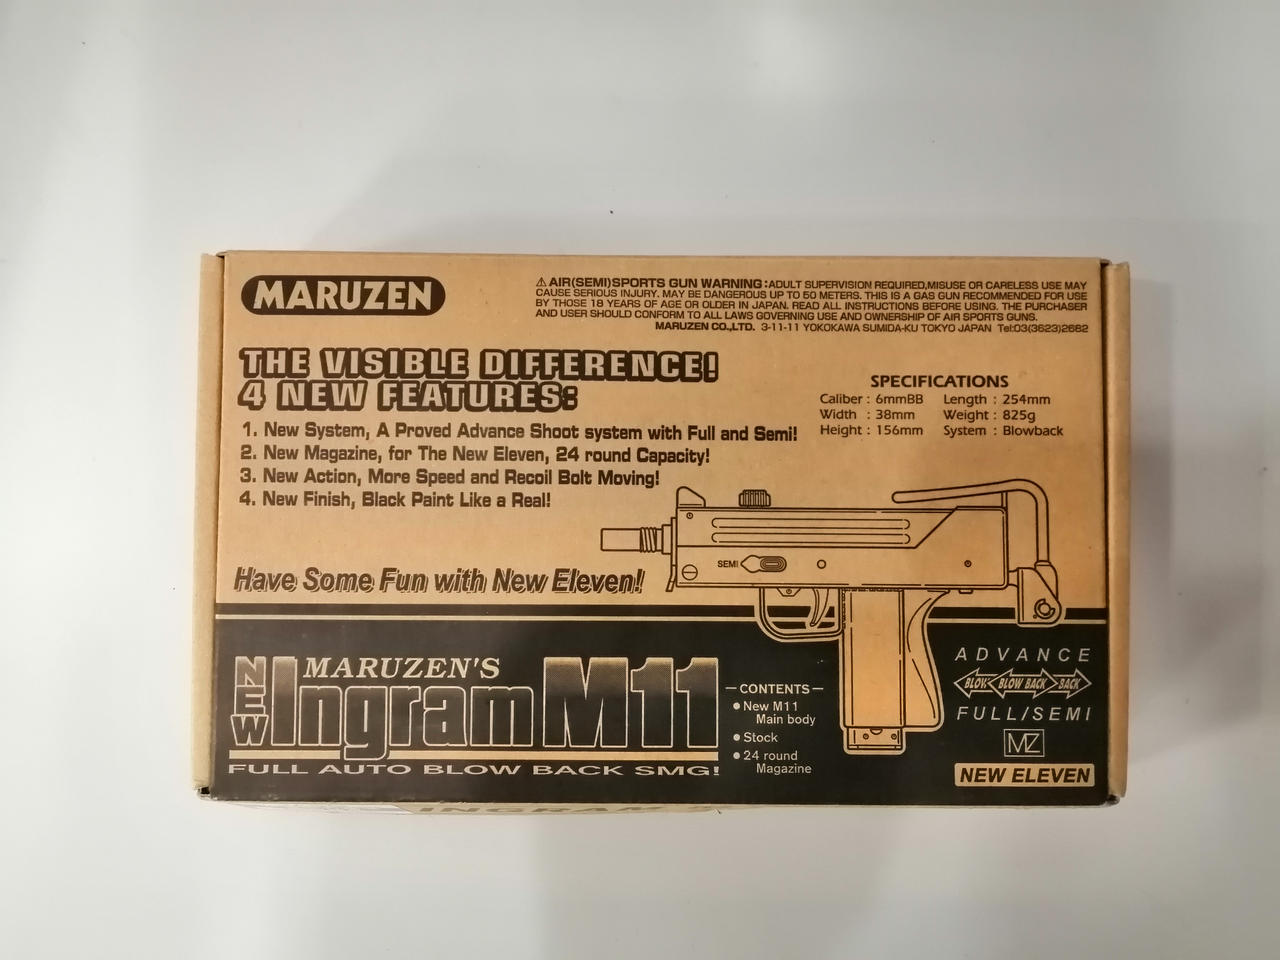 MARUZEN
⚠AIR(SEMI)SPORTS GUN WARNING:ADULT SUPERVISION REQUIRED,MISUSE OR CARELESS USE MAY
CAUSE SERIOUS INJURY. MAY BE DANGEROUS UP TO 50 METERS. THIS IS A GAS GUN RECOMMENDED FOR USE
BY THOSE 18 YEARS OF AGE OR OLDER IN JAPAN. READ ALL INSTRUCTIONS BEFORE USING. THE PURCHASER
AND USER SHOULD CONFORM TO ALL LAWS GOVERNING USE AND OWNERSHIP OF AIR SPORTS GUNS.
MARUZEN CO.,LTD. 3-11-11 YOKOKAWA SUMIDA-KU TOKYO JAPAN Tel:03(3623)2662
THE VISIBLE DIFFERENCE!
4 NEW FEATURES:
1. New System, A Proved Advance Shoot system with Full and Semi!
2. New Magazine, for The New Eleven, 24 round Capacity!
3. New Action, More Speed and Recoil Bolt Moving!
4. New Finish, Black Paint Like a Real!
SPECIFICATIONS
Caliber : 6mmBB Length : 254mm
Width : 38mm Weight : 825g
Height : 156mm System : Blowback
SEMI
Have Some Fun with New Eleven!
NEW
MARUZEN'S
Ingram M11
FULL AUTO BLOW BACK SMG!
CONTENTS
●New M11
Main body
●Stock
●24 round
Magazine
ADVANCE
BLOW BLOW BACK BACK
FULL/SEMI
MZ
NEW ELEVEN